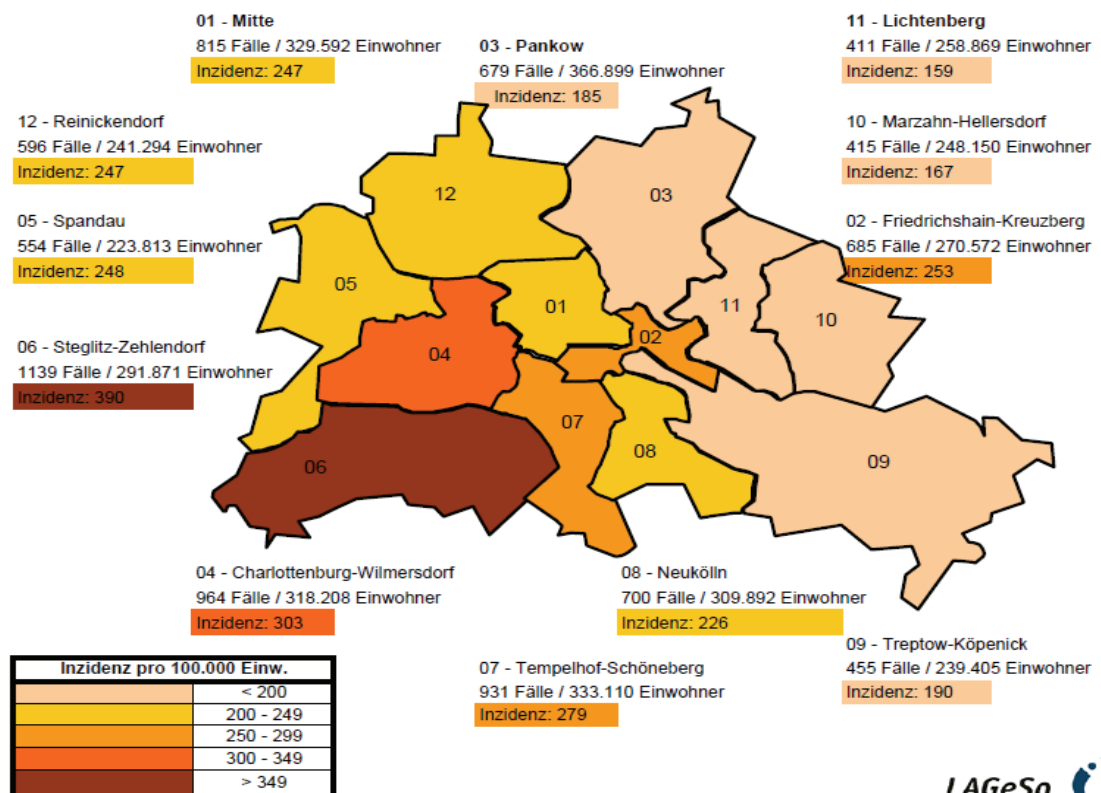 01 - Mitte
815 Fälle / 329.592 Einwohner
Inzidenz: 247
03 - Pankow
679 Fälle / 366.899 Einwohner
Inzidenz: 185
11 - Lichtenberg
411 Fälle / 258.869 Einwohner
Inzidenz: 159
12 - Reinickendorf
596 Fälle / 241.294 Einwohner
Inzidenz: 247
10 - Marzahn-Hellersdorf
415 Fälle / 248.150 Einwohner
Inzidenz: 167
05 - Spandau
554 Fälle / 223.813 Einwohner
Inzidenz: 248
02 - Friedrichshain-Kreuzberg
685 Fälle / 270.572 Einwohner
Inzidenz: 253
06 - Steglitz-Zehlendorf
1139 Fälle / 291.871 Einwohner
Inzidenz: 390
12
03
05
01
11
10
02
04
07
08
09
06
04 - Charlottenburg-Wilmersdorf
964 Fälle / 318.208 Einwohner
Inzidenz: 303
08 - Neukölln
700 Fälle / 309.892 Einwohner
Inzidenz: 226
07 - Tempelhof-Schöneberg
931 Fälle / 333.110 Einwohner
Inzidenz: 279
09 - Treptow-Köpenick
455 Fälle / 239.405 Einwohner
Inzidenz: 190
Inzidenz pro 100.000 Einw.
< 200
200 - 249
250 - 299
300 - 349
> 349
LAGeSo